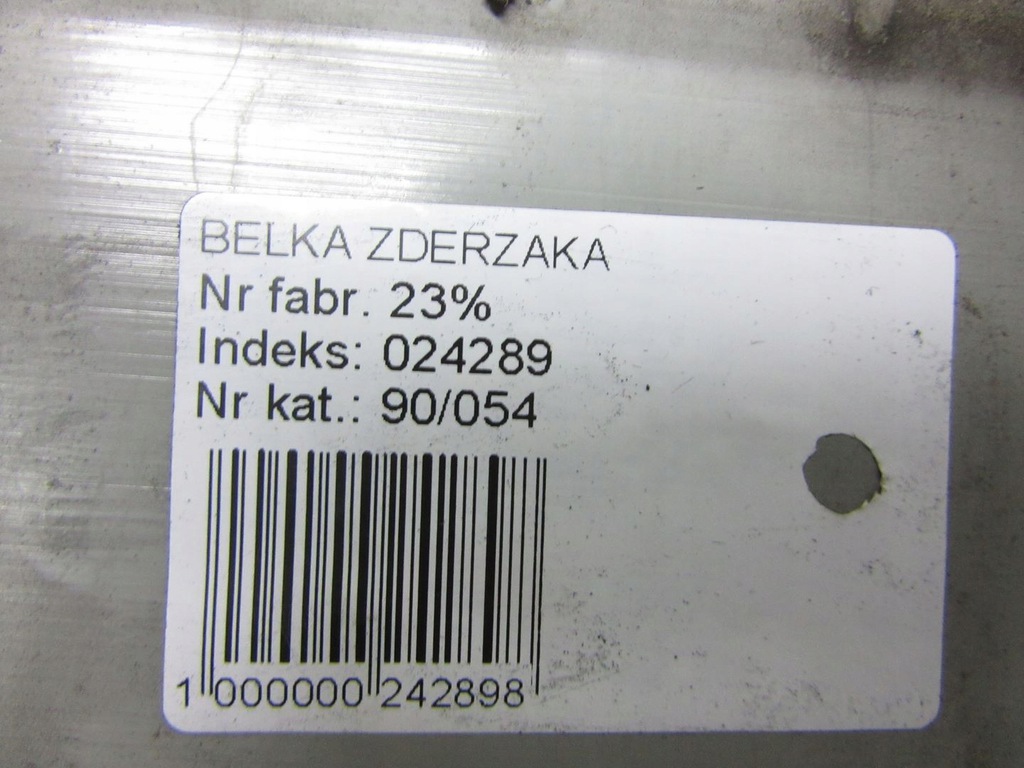 BELKA ZDERZAKA
Nr fabr. 23%
Indeks: 024289
Nr kat.: 90/054
1 000000 242898